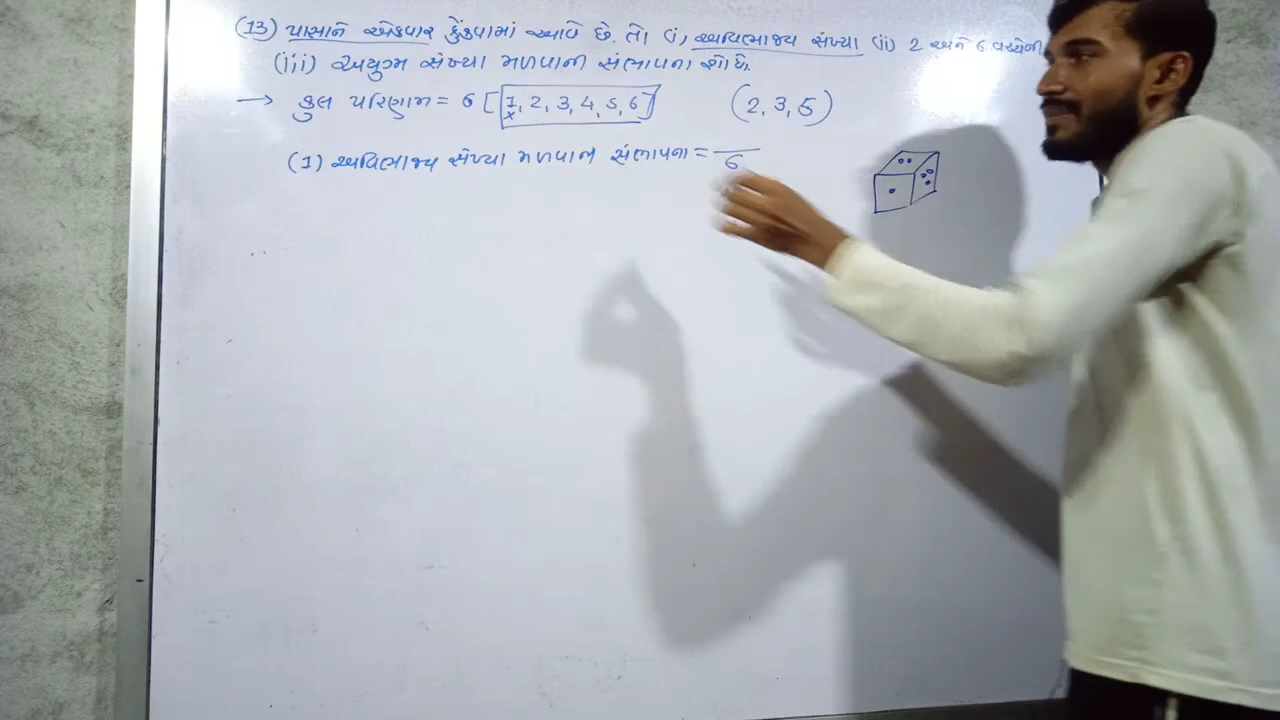 (13) પાસાને એકવાર ફેંકવામાં આવે છે. તો (i) અવિભાજ્ય સંખ્યા (ii) 2 અને 6 વચ્ચેની
(iii) અયુગ્મ સંખ્યા મળવાની સંભાવના શોધો.
→ કુલ પરિણામ = 6 [1, 2, 3, 4, 5, 6] (2, 3, 5)
(1) અવિભાજ્ય સંખ્યા મળવાની સંભાવના = — 6